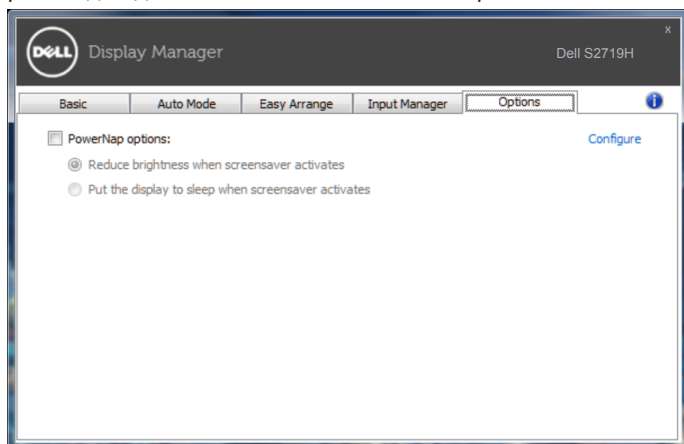 x
DELL
Display Manager
Dell S2719H
Basic
Auto Mode
Easy Arrange
Input Manager
Options
i
PowerNap options:
Configure
Reduce brightness when screensaver activates
Put the display to sleep when screensaver activates